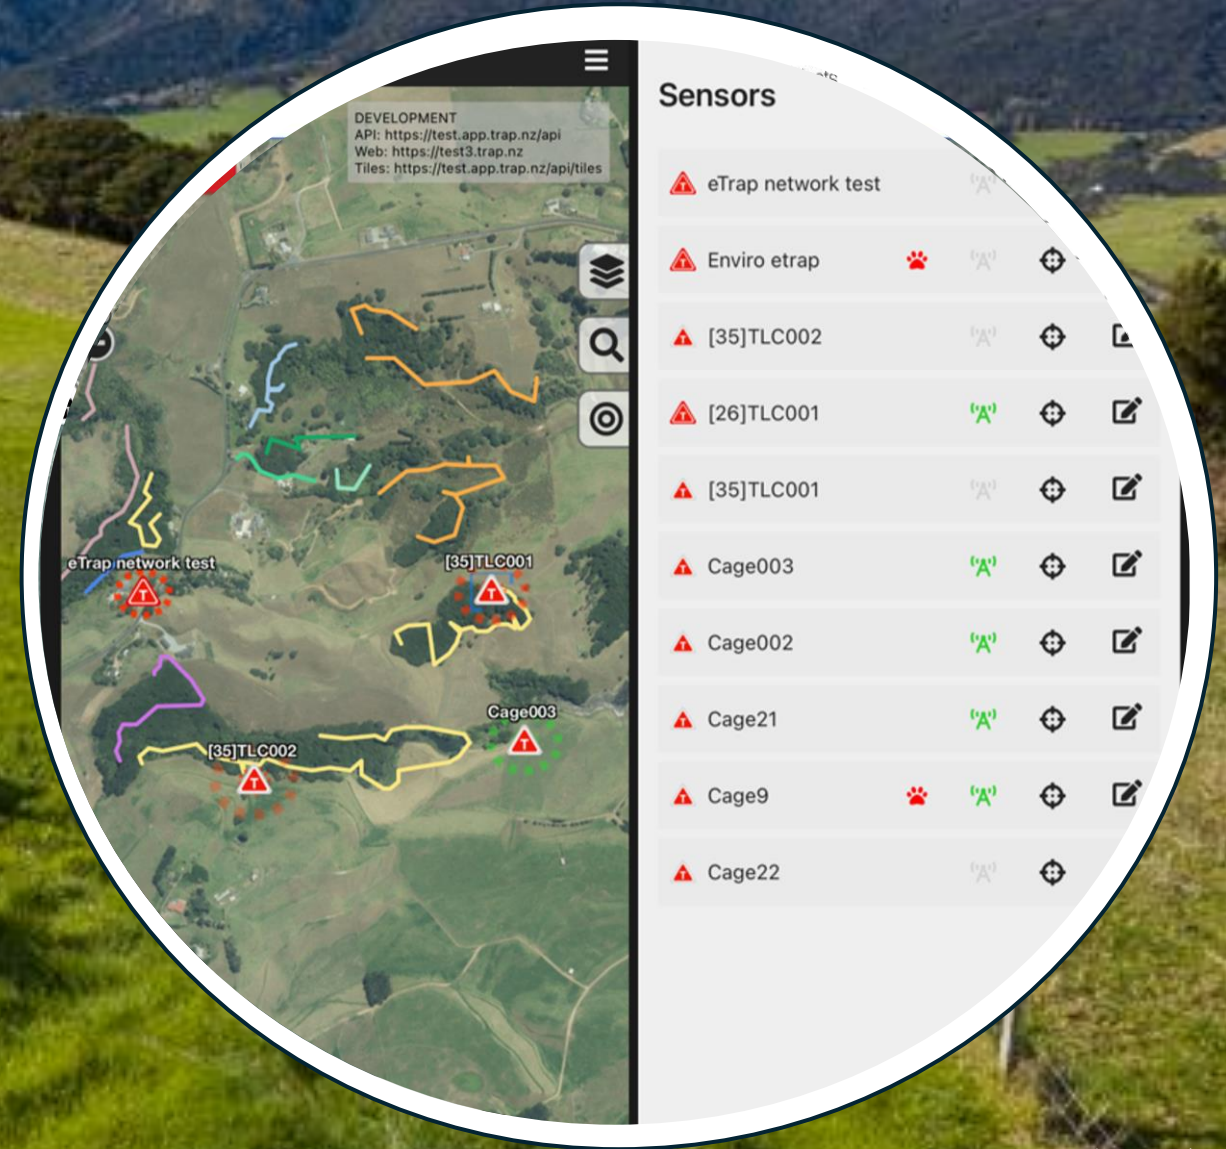 DEVELOPMENT
API: https://test.app.trap.nz/api
Web: https://test3.trap.nz
Tiles: https://test.app.trap.nz/api/tiles
eTrap network test
[35]TLC001
Cage003
[35]TLC002
Sensors
eTrap network test
Enviro etrap
[35]TLC002
[26]TLC001
[35]TLC001
Cage003
Cage002
Cage21
Cage9
Cage22